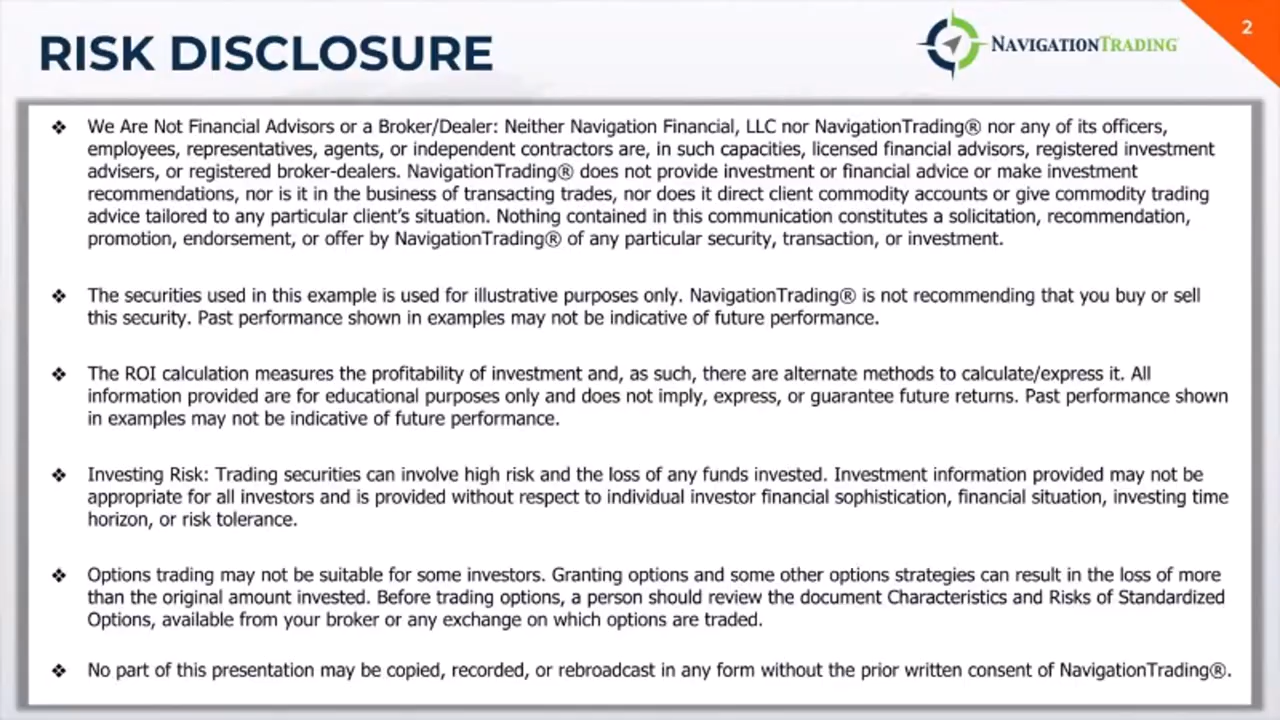 2
RISK DISCLOSURE
NAVIGATIONTRADING
❖ We Are Not Financial Advisors or a Broker/Dealer: Neither Navigation Financial, LLC nor NavigationTrading® nor any of its officers,
employees, representatives, agents, or independent contractors are, in such capacities, licensed financial advisors, registered investment
advisers, or registered broker-dealers. NavigationTrading® does not provide investment or financial advice or make investment
recommendations, nor is it in the business of transacting trades, nor does it direct client commodity accounts or give commodity trading
advice tailored to any particular client's situation. Nothing contained in this communication constitutes a solicitation, recommendation,
promotion, endorsement, or offer by NavigationTrading® of any particular security, transaction, or investment.
❖ The securities used in this example is used for illustrative purposes only. NavigationTrading® is not recommending that you buy or sell
this security. Past performance shown in examples may not be indicative of future performance.
❖ The ROI calculation measures the profitability of investment and, as such, there are alternate methods to calculate/express it. All
information provided are for educational purposes only and does not imply, express, or guarantee future returns. Past performance shown
in examples may not be indicative of future performance.
❖ Investing Risk: Trading securities can involve high risk and the loss of any funds invested. Investment information provided may not be
appropriate for all investors and is provided without respect to individual investor financial sophistication, financial situation, investing time
horizon, or risk tolerance.
❖ Options trading may not be suitable for some investors. Granting options and some other options strategies can result in the loss of more
than the original amount invested. Before trading options, a person should review the document Characteristics and Risks of Standardized
Options, available from your broker or any exchange on which options are traded.
❖ No part of this presentation may be copied, recorded, or rebroadcast in any form without the prior written consent of NavigationTrading®.